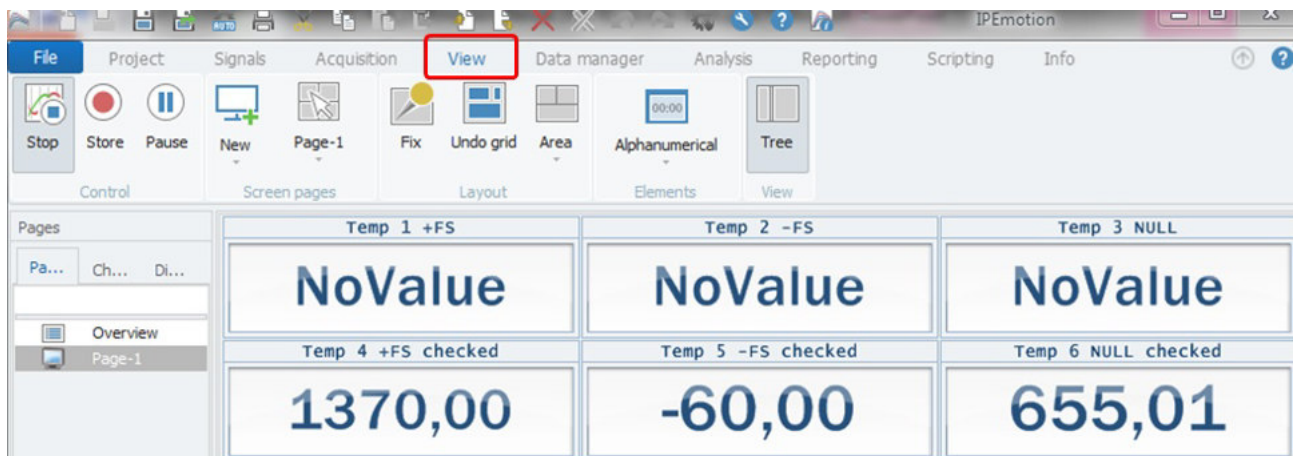 AUTO IPEmotion
File Project Signals Acquisition View Data manager Analysis Reporting Scripting Info
00:00
Stop Store Pause New Page-1 Fix Undo grid Area Alphanumerical Tree
Control Screen pages Layout Elements View
Pages
Pa... Ch... Di...
Overview
Page-1
Temp 1 +FS Temp 2 -FS Temp 3 NULL
NoValue NoValue NoValue
Temp 4 +FS checked Temp 5 -FS checked Temp 6 NULL checked
1370,00 -60,00 655,01